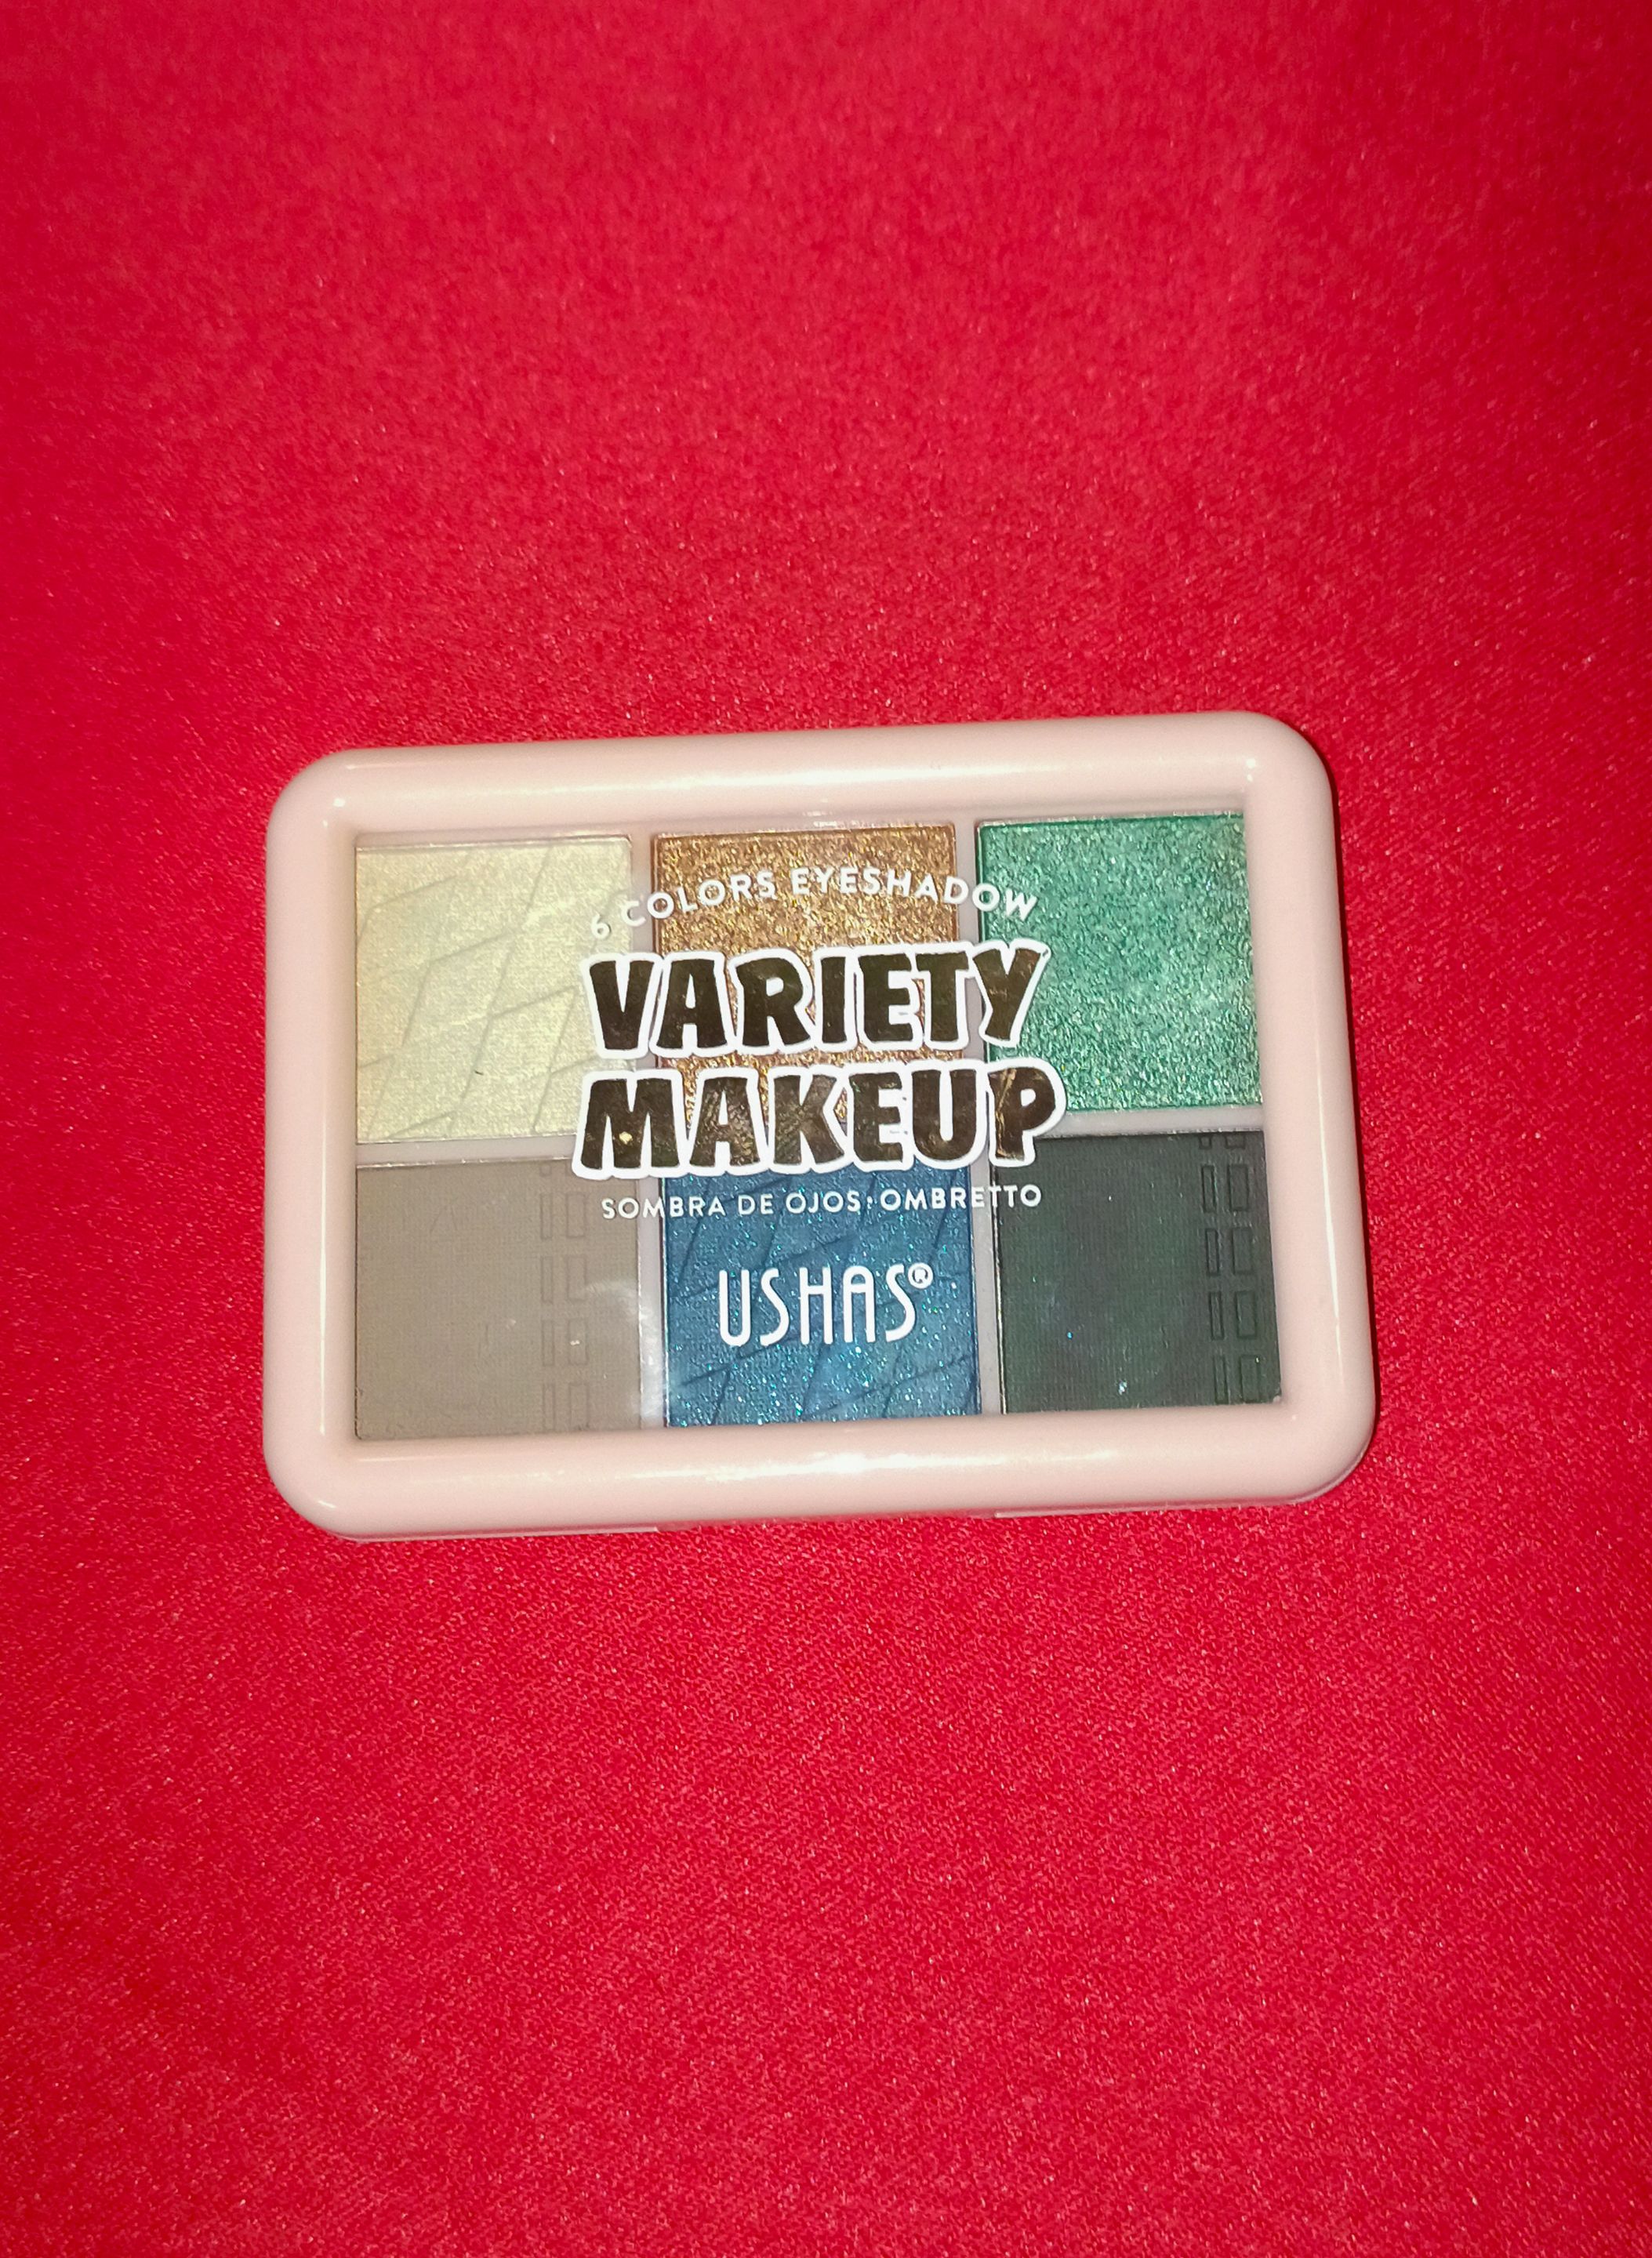 6 COLORS EYESHADOW
VARIETY
MAKEUP
SOMBRA DE OJOS·OMBRETTO
USHAS®